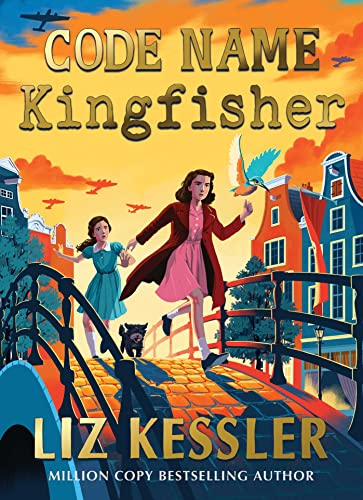 CODE NAME
Kingfisher
LIZ KESSLER
MILLION COPY BESTSELLING AUTHOR